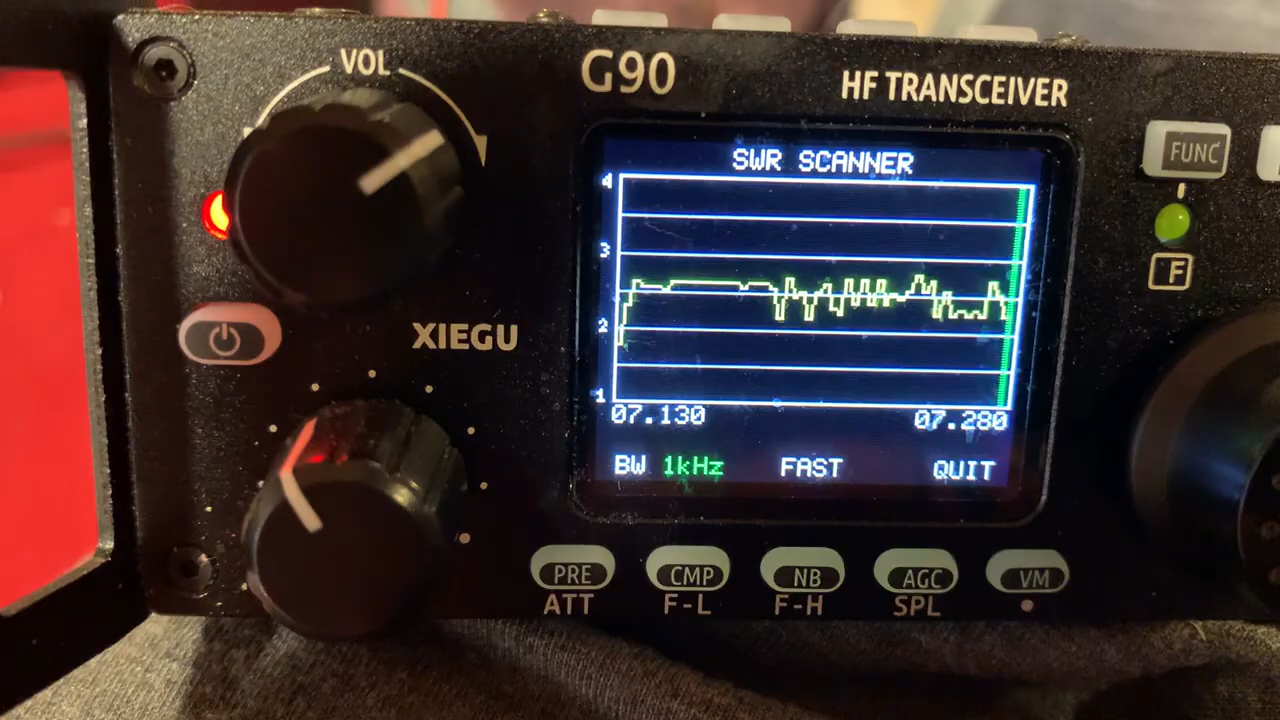 VOL
G90
HF TRANSCEIVER
FUNC
SWR SCANNER
4
3
2
1
F
XIEGU
07.130 07.280
BW 1kHz FAST QUIT
PRE CMP NB AGC VM
ATT F-L F-H SPL